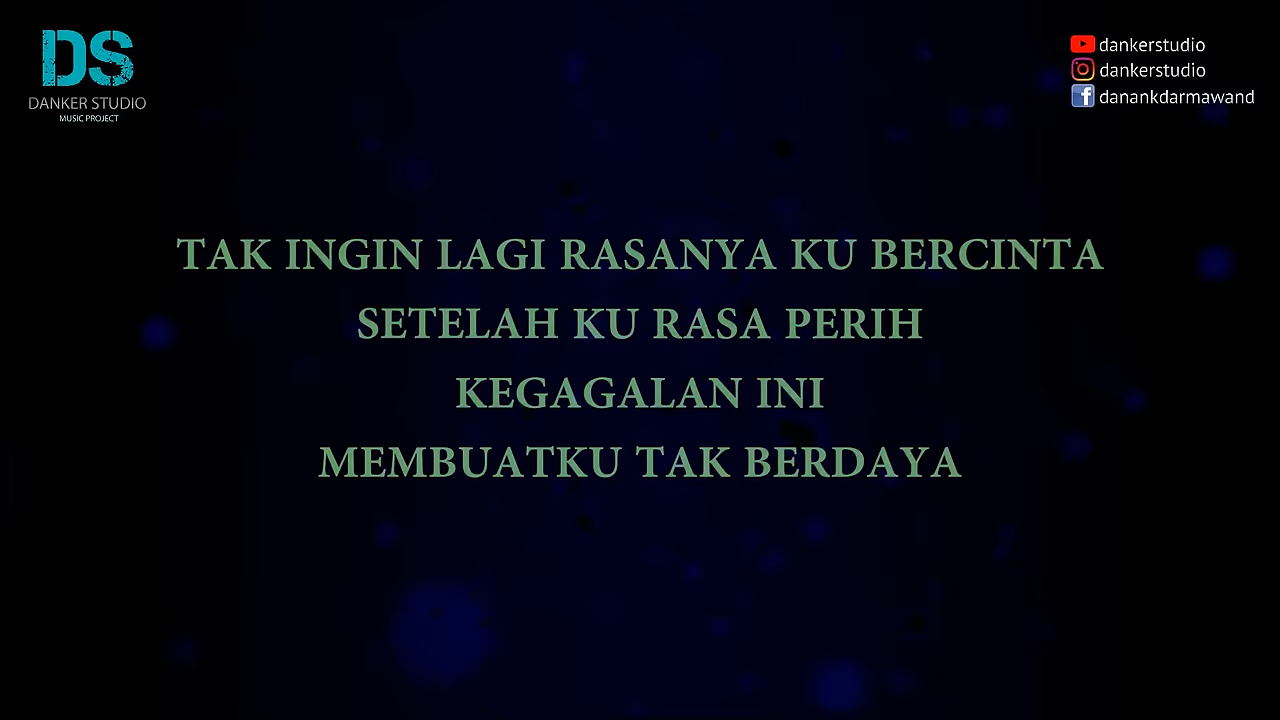 DS
DANKER STUDIO
MUSIC PROJECT
dankerstudio
dankerstudio
danankdarmawand
TAK INGIN LAGI RASANYA KU BERCINTA
SETELAH KU RASA PERIH
KEGAGALAN INI
MEMBUATKU TAK BERDAYA